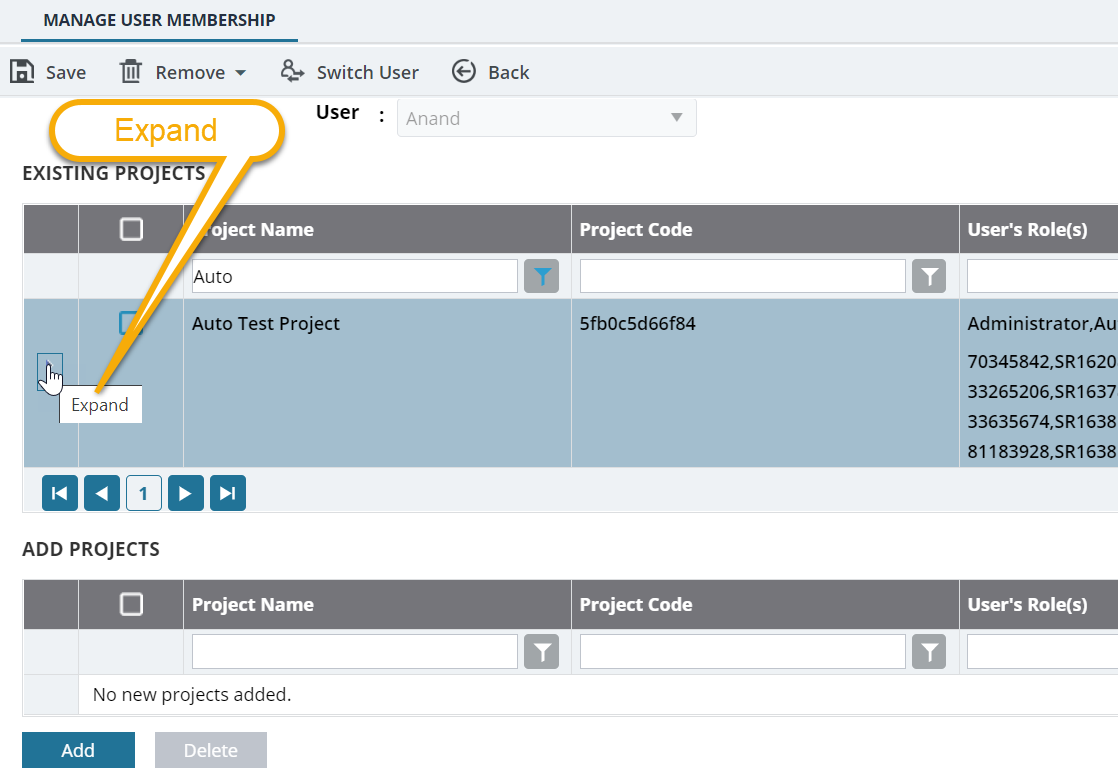 MANAGE USER MEMBERSHIP
Save Remove Switch User Back
User : Anand
Expand
EXISTING PROJECTS
Project Name Project Code User's Role(s)
Auto
Auto Test Project 5fb0c5d66f84 Administrator,Au
70345842,SR1620
33265206,SR1637
33635674,SR1638
81183928,SR1638
Expand
1
ADD PROJECTS
Project Name Project Code User's Role(s)
No new projects added.
Add Delete